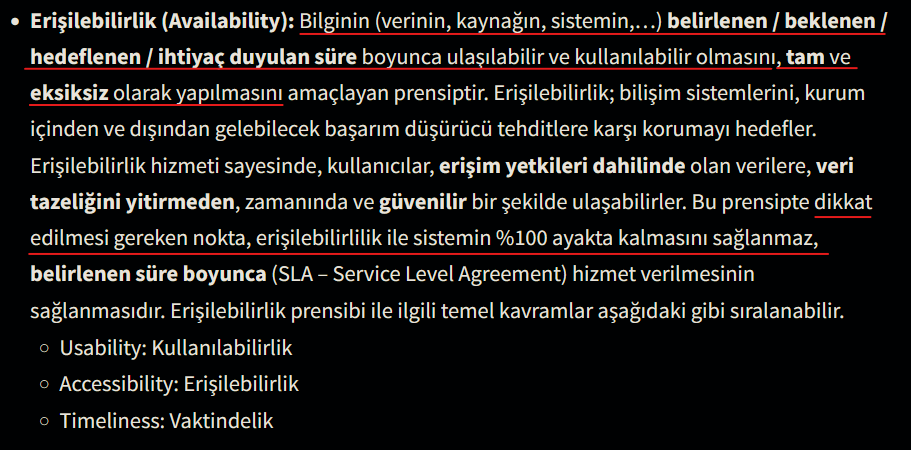 • Erişilebilirlik (Availability): Bilginin (verinin, kaynağın, sistemin,…) belirlenen / beklenen /
hedeflenen / ihtiyaç duyulan süre boyunca ulaşılabilir ve kullanılabilir olmasını, tam ve
eksiksiz olarak yapılmasını amaçlayan prensiptir. Erişilebilirlik; bilişim sistemlerini, kurum
içinden ve dışından gelebilecek başarım düşürücü tehditlere karşı korumayı hedefler.
Erişilebilirlik hizmeti sayesinde, kullanıcılar, erişim yetkileri dahilinde olan verilere, veri
tazeliğini yitirmeden, zamanında ve güvenilir bir şekilde ulaşabilirler. Bu prensipte dikkat
edilmesi gereken nokta, erişilebilirlilik ile sistemin %100 ayakta kalmasını sağlanmaz,
belirlenen süre boyunca (SLA – Service Level Agreement) hizmet verilmesinin
sağlanmasıdır. Erişilebilirlik prensibi ile ilgili temel kavramlar aşağıdaki gibi sıralanabilir.
○ Usability: Kullanılabilirlik
○ Accessibility: Erişilebilirlik
○ Timeliness: Vaktindelik